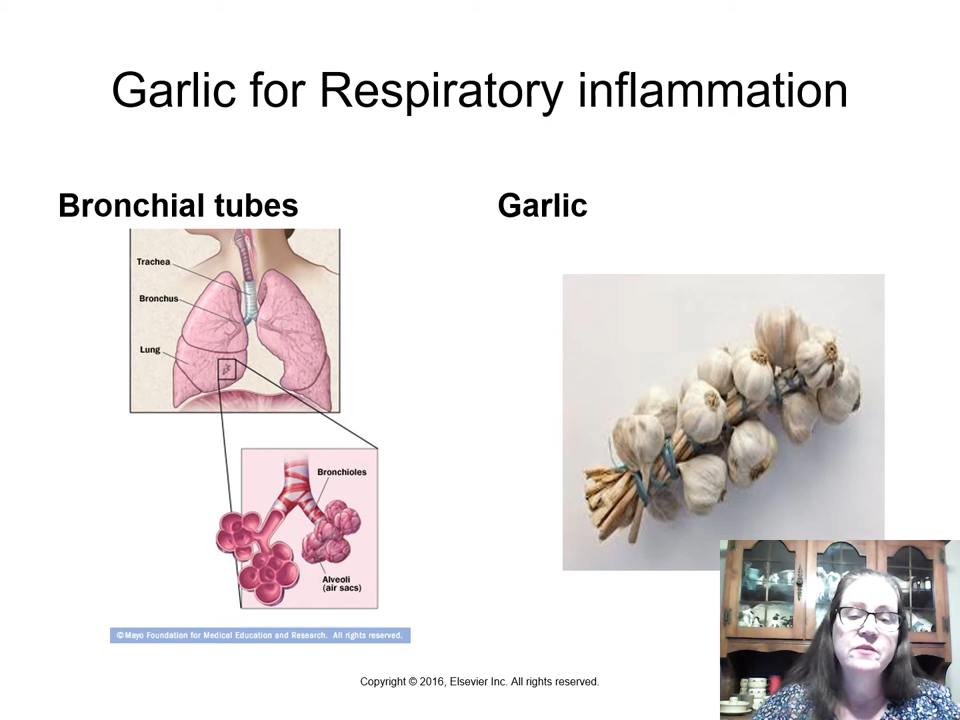 Garlic for Respiratory inflammation
Bronchial tubes
Garlic
Trachea
Bronchus
Lung
Bronchioles
Alveoli
(air sacs)
©Mayo Foundation for Medical Education and Research. All rights reserved.
Copyright © 2016, Elsevier Inc. All rights reserved.